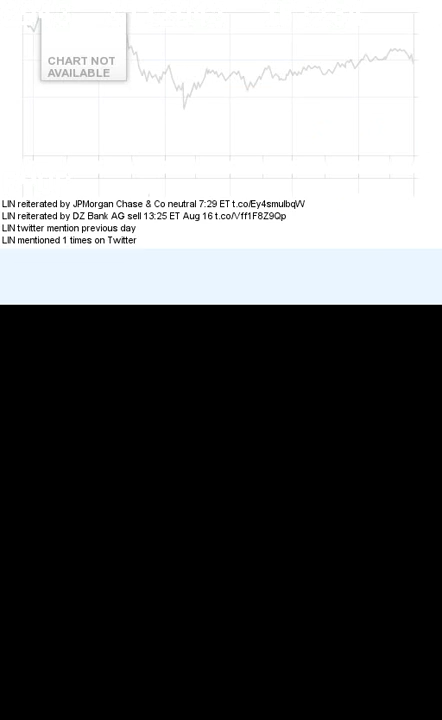 CHART NOT
AVAILABLE
LIN reiterated by JPMorgan Chase & Co neutral 7:29 ET t.co/Ey4smulbqW
LIN reiterated by DZ Bank AG sell 13:25 ET Aug 16 t.co/Vff1F8Z9Qp
LIN twitter mention previous day
LIN mentioned 1 times on Twitter